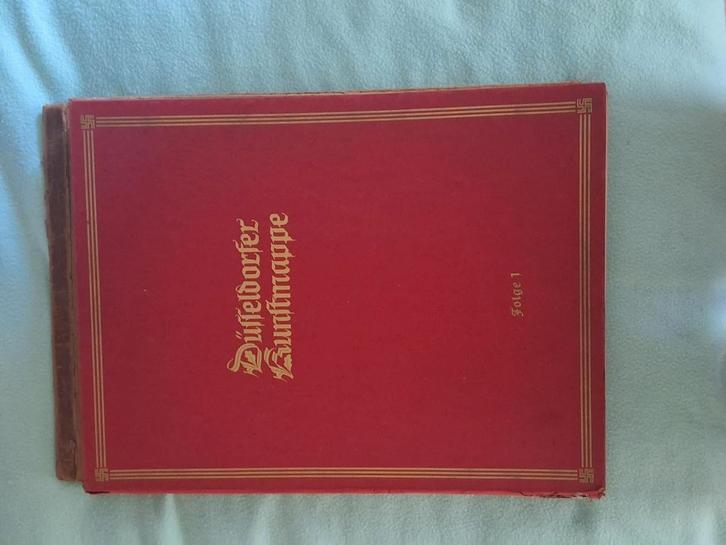 Düsseldorfer
Kunstmappe
Folge 1